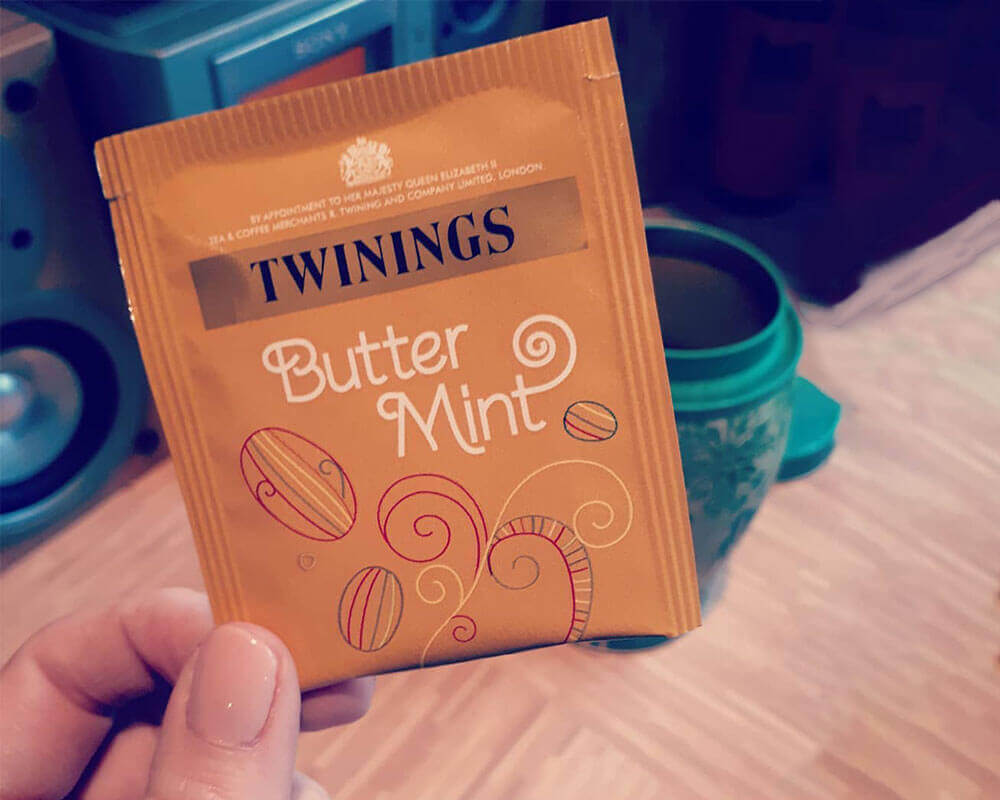 SONY
BY APPOINTMENT TO HER MAJESTY QUEEN ELIZABETH II
TEA & COFFEE MERCHANTS R. TWINING AND COMPANY LIMITED, LONDON.
TWININGS
Butter
Mint